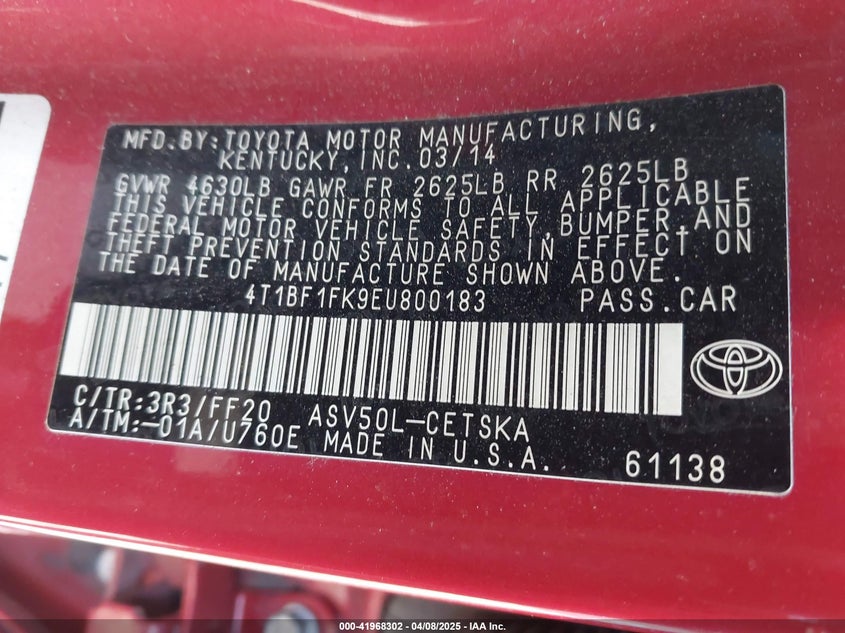 MFD. BY: TOYOTA MOTOR MANUFACTURING,
KENTUCKY, INC. 03/14
GVWR 4630LB GAWR FR 2625LB RR 2625LB
THIS VEHICLE CONFORMS TO ALL APPLICABLE
FEDERAL MOTOR VEHICLE SAFETY, BUMPER, AND
THEFT PREVENTION STANDARDS IN EFFECT ON
THE DATE OF MANUFACTURE SHOWN ABOVE.
4T1BF1FK9EU800183 PASS. CAR
C/TR: 3R3/FF20 ASV50L-CETSKA
A/TM: -01A/U760E MADE IN U.S.A. 61138
000-41968302 - 04/08/2025 - IAA Inc.